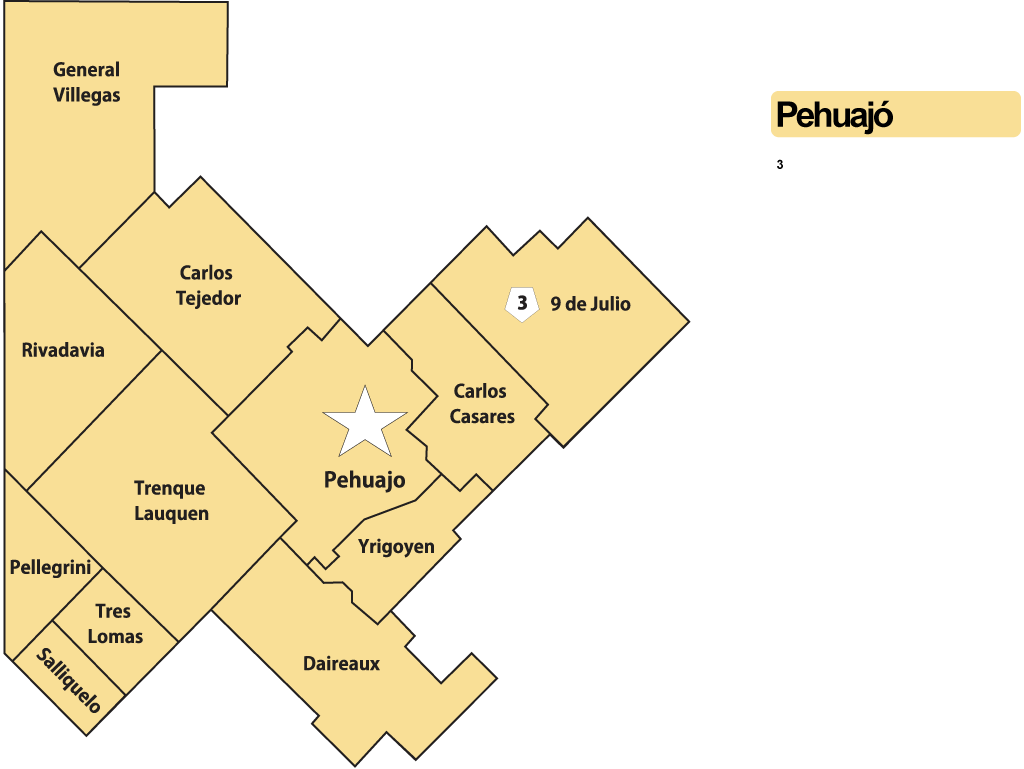 General
Villegas
Pehuajó
3
Carlos
Tejedor
3 9 de Julio
Rivadavia
Carlos
Casares
Pehuajo
Trenque
Lauquen
Yrigoyen
Pellegrini
Tres
Lomas
Daireaux
Salliquelo